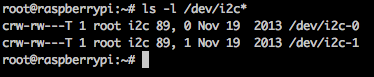 root@raspberrypi:~# ls -l /dev/i2c*
crw-rw---T 1 root i2c 89, 0 Nov 19  2013 /dev/i2c-0
crw-rw---T 1 root i2c 89, 1 Nov 19  2013 /dev/i2c-1
root@raspberrypi:~#